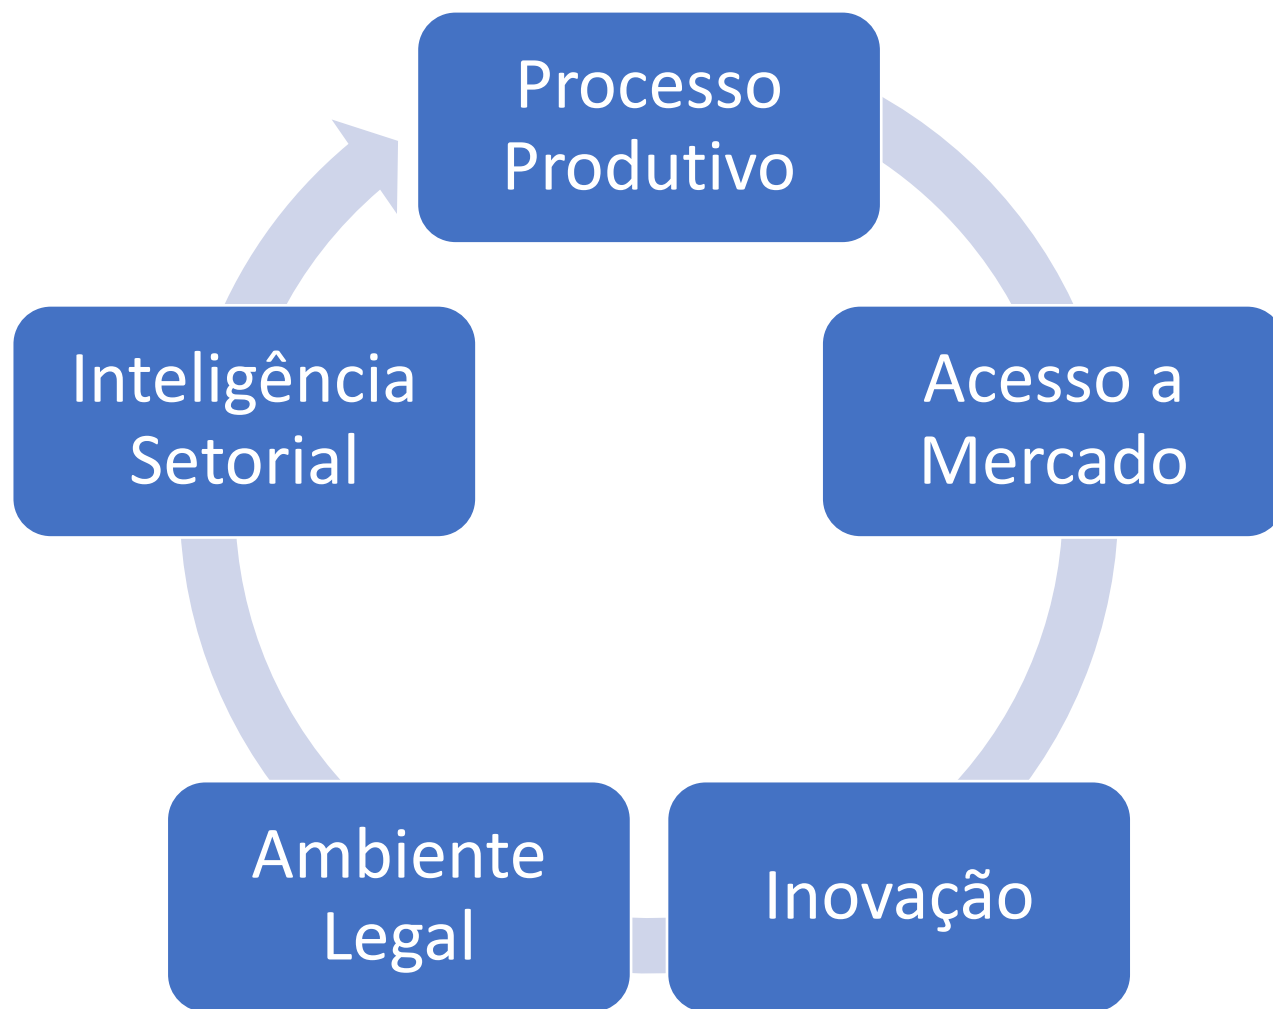 Processo
Produtivo
Acesso a
Mercado
Inovação
Ambiente
Legal
Inteligência
Setorial